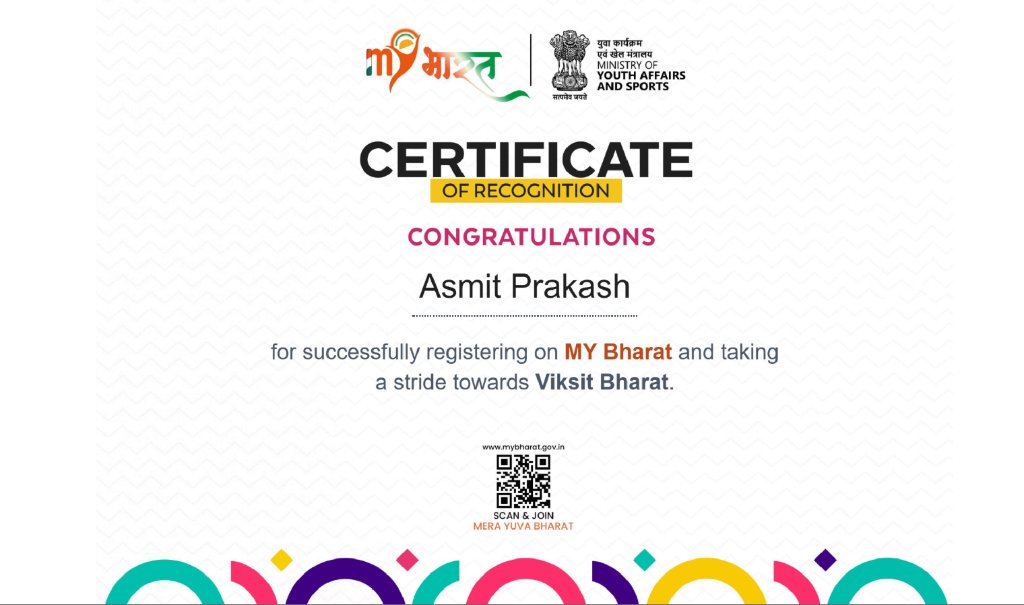 my भारत
युवा कार्यक्रम
एवं खेल मंत्रालय
MINISTRY OF
YOUTH AFFAIRS
AND SPORTS
सत्यमेव जयते
CERTIFICATE
OF RECOGNITION
CONGRATULATIONS
Asmit Prakash
for successfully registering on MY Bharat and taking
a stride towards Viksit Bharat.
www.mybharat.gov.in
SCAN & JOIN
MERA YUVA BHARAT